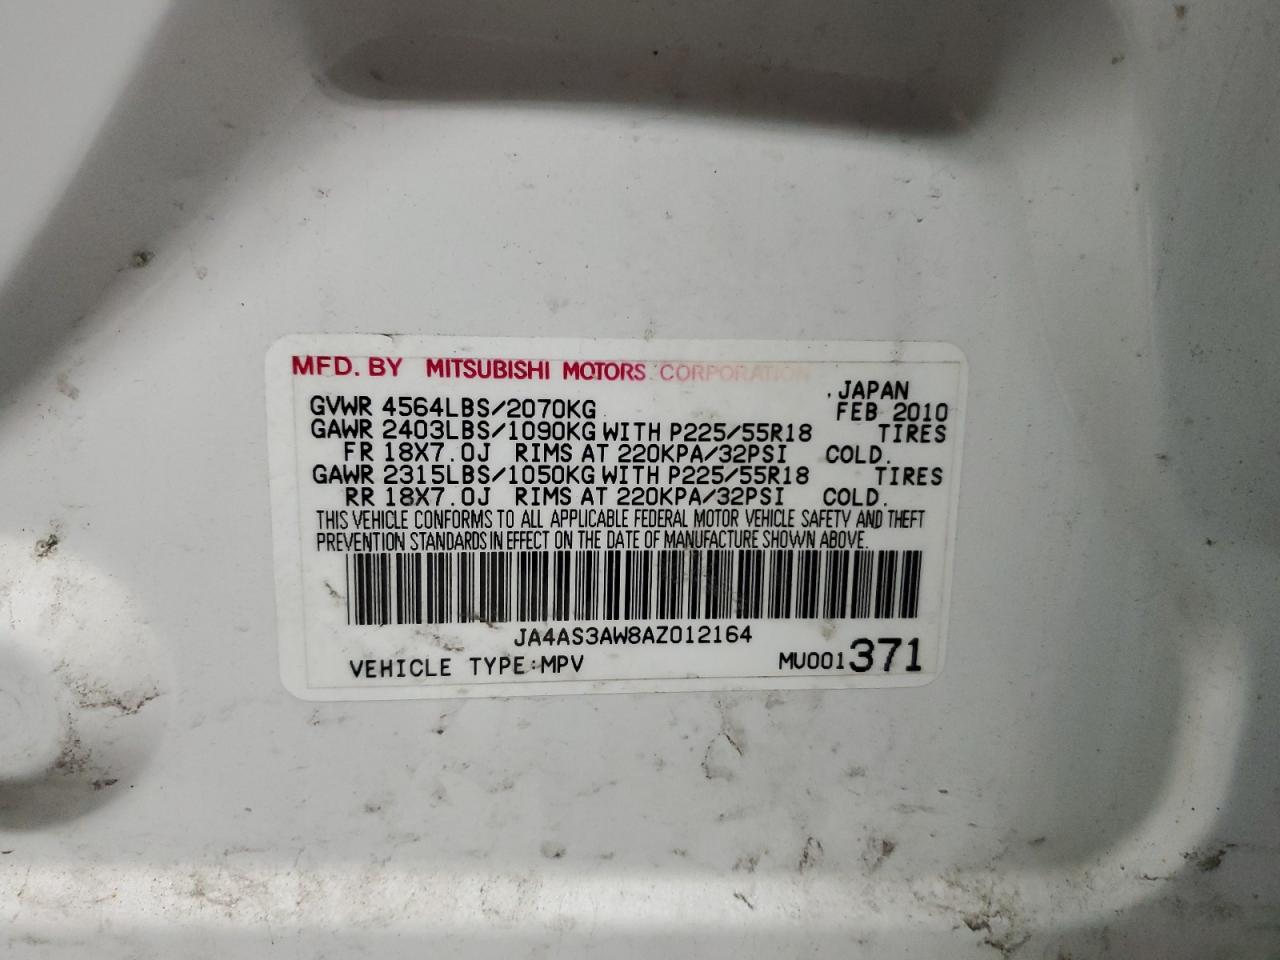 MFD. BY MITSUBISHI MOTORS CORPORATION
, JAPAN
GVWR 4564LBS/2070KG FEB 2010
GAWR 2403LBS/1090KG WITH P225/55R18 TIRES
FR 18X7.0J RIMS AT 220KPA/32PSI COLD.
GAWR 2315LBS/1050KG WITH P225/55R18 TIRES
RR 18X7.0J RIMS AT 220KPA/32PSI COLD.
THIS VEHICLE CONFORMS TO ALL APPLICABLE FEDERAL MOTOR VEHICLE SAFETY AND THEFT
PREVENTION STANDARDS IN EFFECT ON THE DATE OF MANUFACTURE SHOWN ABOVE.
JA4AS3AW8AZ012164
VEHICLE TYPE:MPV MU001371